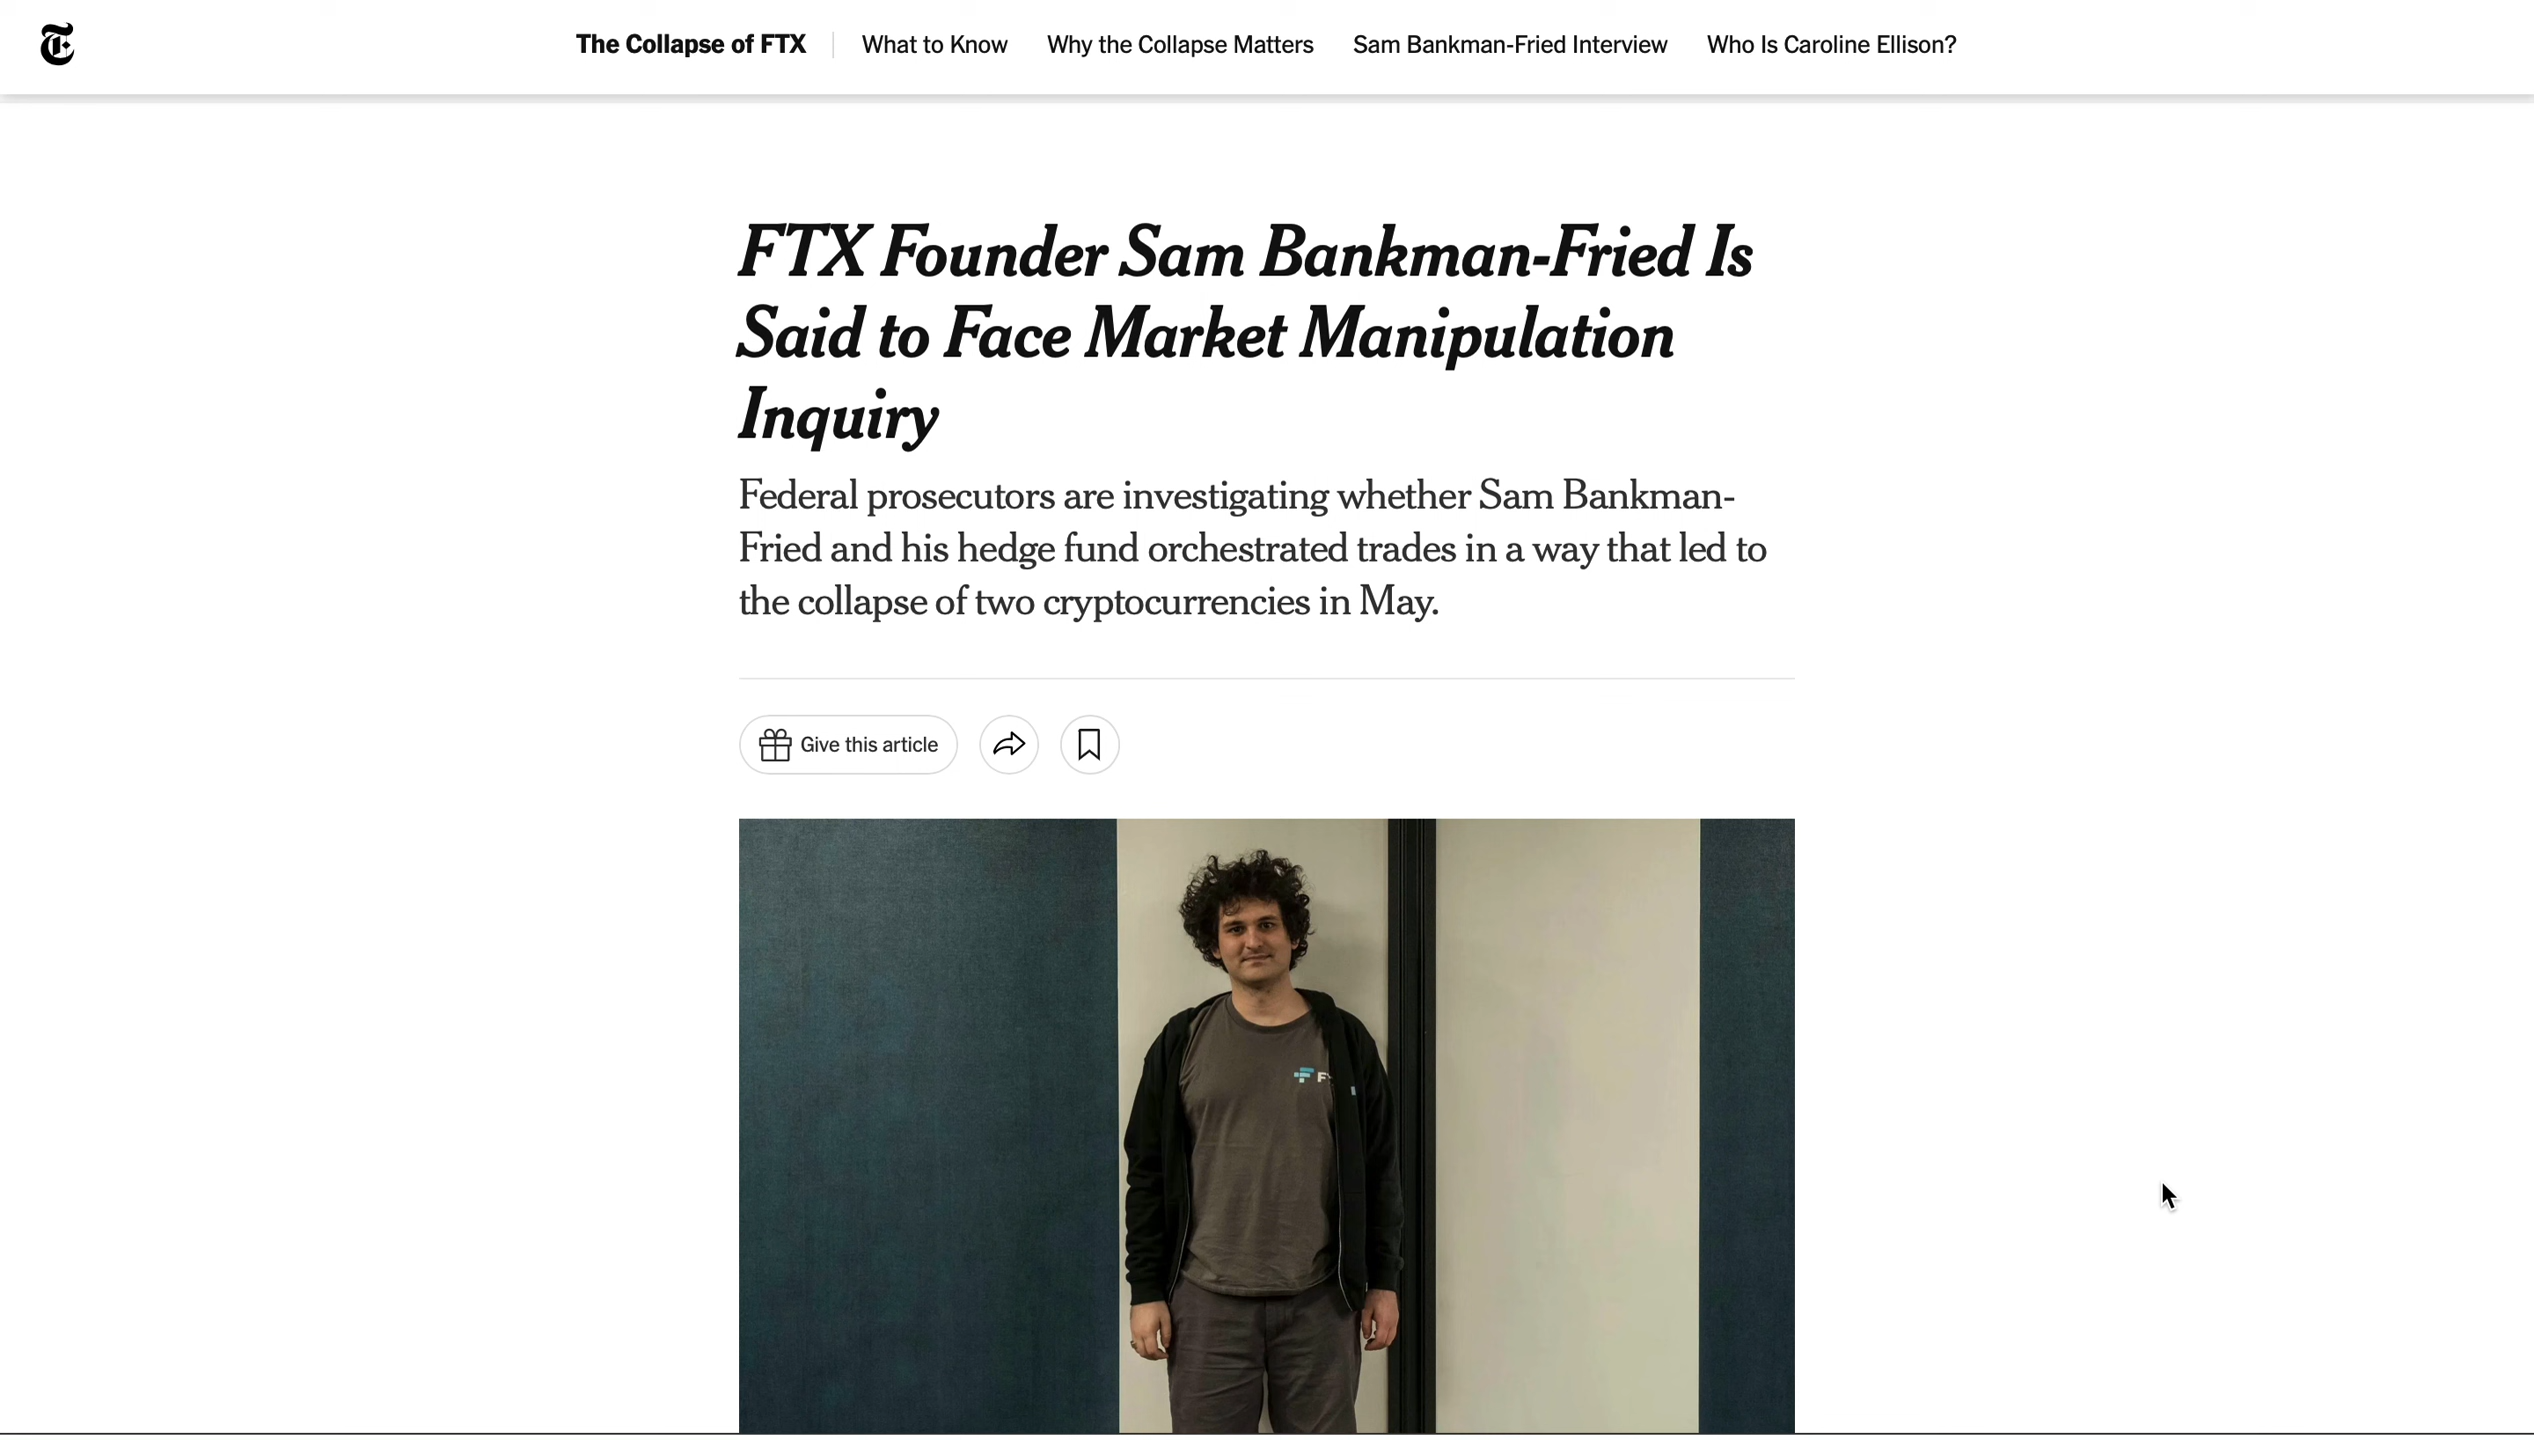 The Collapse of FTX
What to Know
Why the Collapse Matters
Sam Bankman-Fried Interview
Who Is Caroline Ellison?
FTX Founder Sam Bankman-Fried Is
Said to Face Market Manipulation
Inquiry
Federal prosecutors are investigating whether Sam Bankman-
Fried and his hedge fund orchestrated trades in a way that led to
the collapse of two cryptocurrencies in May.
Give this article